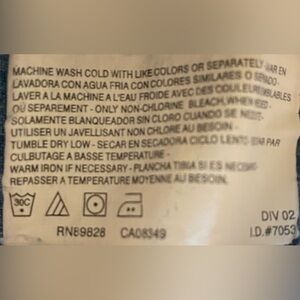 MACHINE WASH COLD WITH LIKE COLORS OR SEPARATELY
LAVADORA CON AGUA FRIA CON COLORES SIMILARES O
LAVER A LA MACHINE A L'EAU FROIDE AVEC DES COULEURS
OÙ SEPAREMENT - ONLY NON-CHLORINE BLEACH, WHEN
SOLAMENTE BLANQUEADOR SIN CLORO CUANDO SE
UTILISER UN JAVELLISANT NON CHLORE AU BESOIN -
TUMBLE DRY LOW - SECAR EN SECADORA CICLO LENTO PAR
CULBUTAGE A BASSE TEMPERATURE -
WARM IRON IF NECESSARY - PLANCHA TIBIA SI ES
REPASSER A TEMPERATURE MOYENNE AU BESOIN.
30C
DIV 02
RN89828 CA08349 I.D.#7053